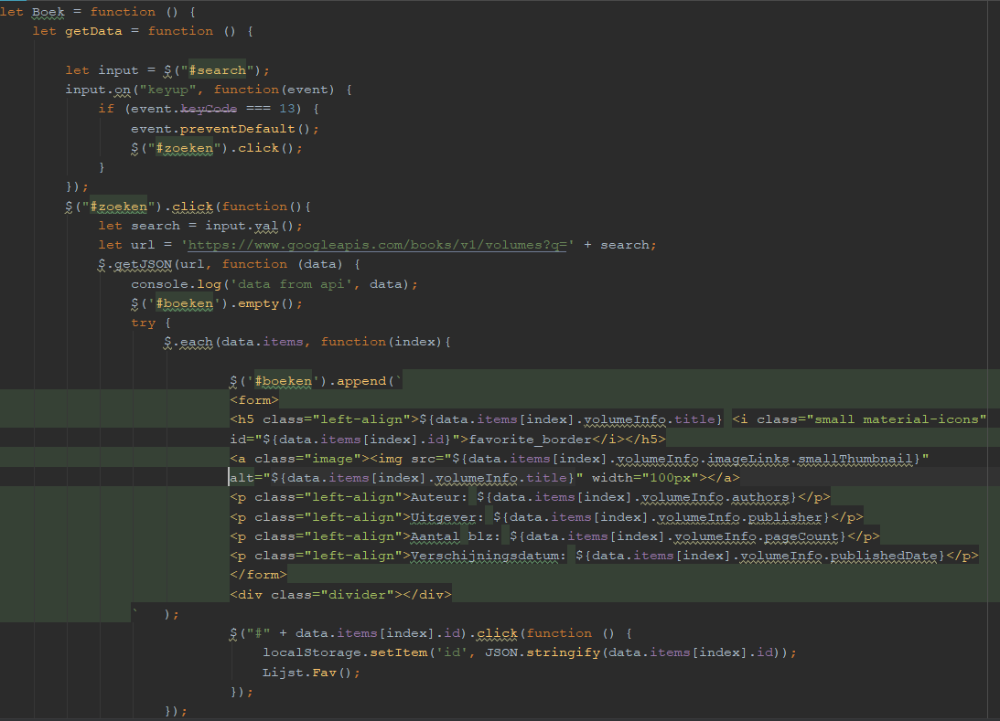 let Boek = function () {
let getData = function () {
let input = $("#search");
input.on("keyup", function(event) {
if (event.keyCode === 13) {
event.preventDefault();
$("#zoeken").click();
}
});
$("#zoeken").click(function(){
let search = input.val();
let url = 'https://www.googleapis.com/books/v1/volumes?q=' + search;
$.getJSON(url, function (data) {
console.log('data from api', data);
$('#boeken').empty();
try {
$.each(data.items, function(index){
$('#boeken').append(`
<form>
<h5 class="left-align">${data.items[index].volumeInfo.title} <i class="small material-icons"
id="${data.items[index].id}">favorite_border</i></h5>
<a class="image"><img src="${data.items[index].volumeInfo.imageLinks.smallThumbnail}"
alt="${data.items[index].volumeInfo.title}" width="100px"></a>
<p class="left-align">Auteur: ${data.items[index].volumeInfo.authors}</p>
<p class="left-align">Uitgever: ${data.items[index].volumeInfo.publisher}</p>
<p class="left-align">Aantal blz: ${data.items[index].volumeInfo.pageCount}</p>
<p class="left-align">Verschijningsdatum: ${data.items[index].volumeInfo.publishedDate}</p>
</form>
<div class="divider"></div>
` );
$("#" + data.items[index].id).click(function () {
localStorage.setItem('id', JSON.stringify(data.items[index].id));
Lijst.Fav();
});
});